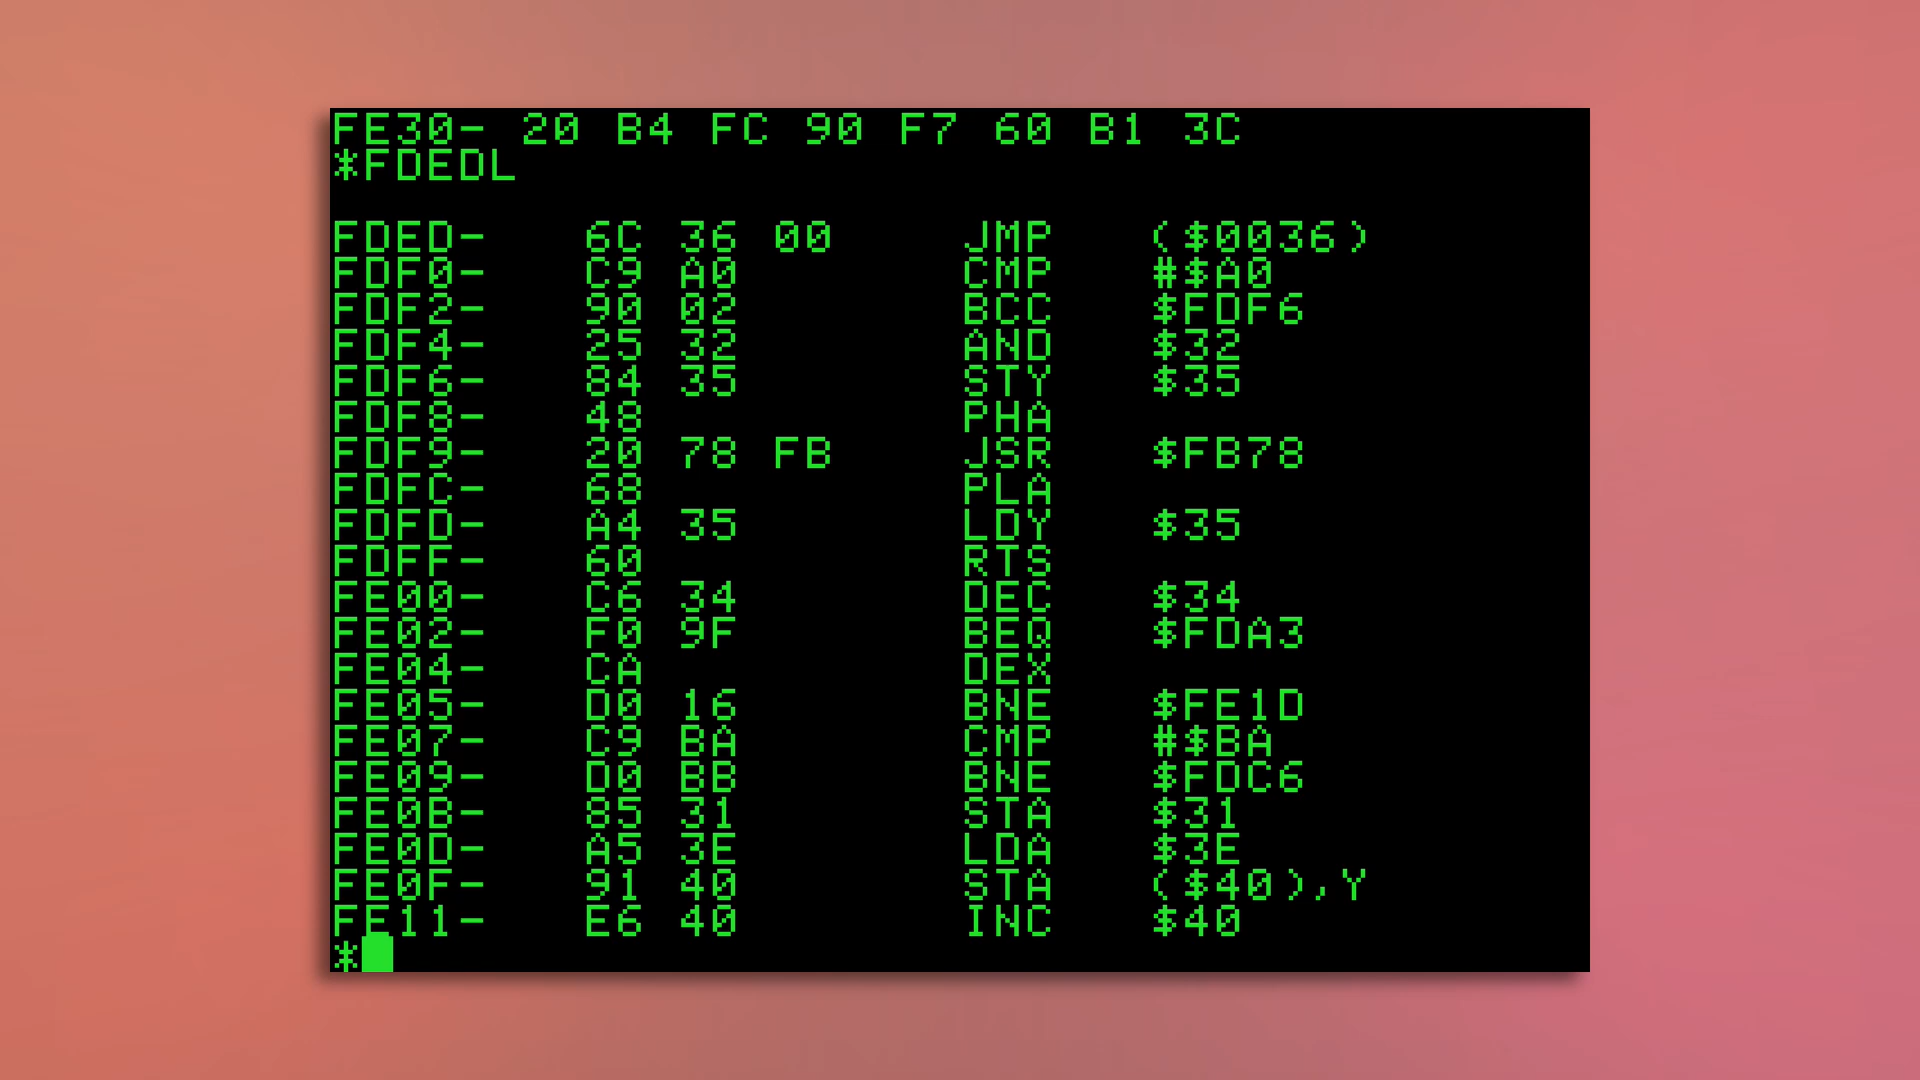 FE30- 20 B4 FC 90 F7 60 B1 3C
*FDEDL
FDED- 6C 36 00 JMP ($0036)
FDF0- C9 A0 CMP #$A0
FDF2- 90 02 BCC $FDF6
FDF4- 25 32 AND $32
FDF6- 84 35 STY $35
FDF8- 48 PHA
FDF9- 20 78 FB JSR $FB78
FDFC- 68 PLA
FDFD- A4 35 LDY $35
FDFF- 60 RTS
FE00- C6 34 DEC $34
FE02- F0 9F BEQ $FDA3
FE04- CA DEX
FE05- D0 16 BNE $FE1D
FE07- C9 BA CMP #$BA
FE09- D0 BB BNE $FDC6
FE0B- 85 31 STA $31
FE0D- A5 3E LDA $3E
FE0F- 91 40 STA ($40),Y
FE11- E6 40 INC $40
*